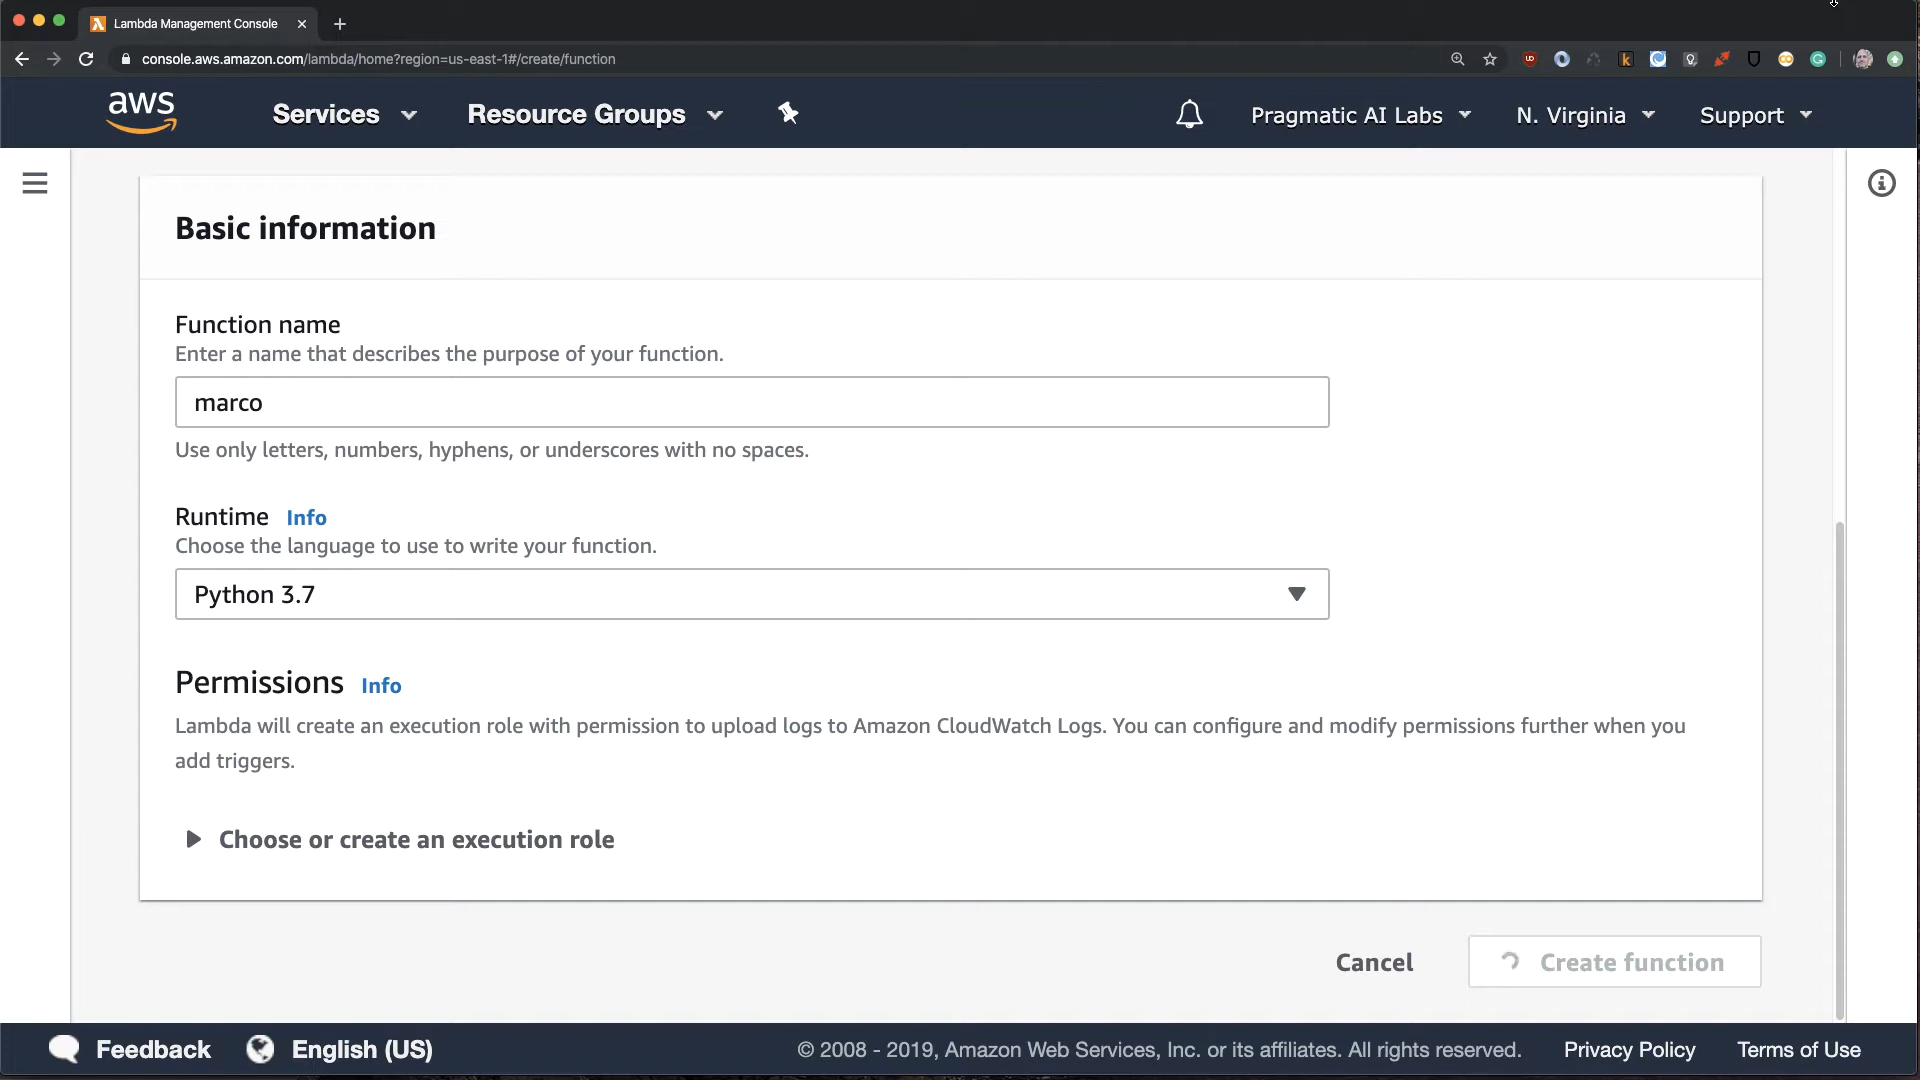 Lambda Management Console
console.aws.amazon.com/lambda/home?region=us-east-1#/create/function
aws Services Resource Groups Pragmatic AI Labs N. Virginia Support
Basic information
Function name
Enter a name that describes the purpose of your function.
marco
Use only letters, numbers, hyphens, or underscores with no spaces.
Runtime Info
Choose the language to use to write your function.
Python 3.7
Permissions Info
Lambda will create an execution role with permission to upload logs to Amazon CloudWatch Logs. You can configure and modify permissions further when you
add triggers.
Choose or create an execution role
Cancel Create function
Feedback English (US) © 2008 - 2019, Amazon Web Services, Inc. or its affiliates. All rights reserved. Privacy Policy Terms of Use